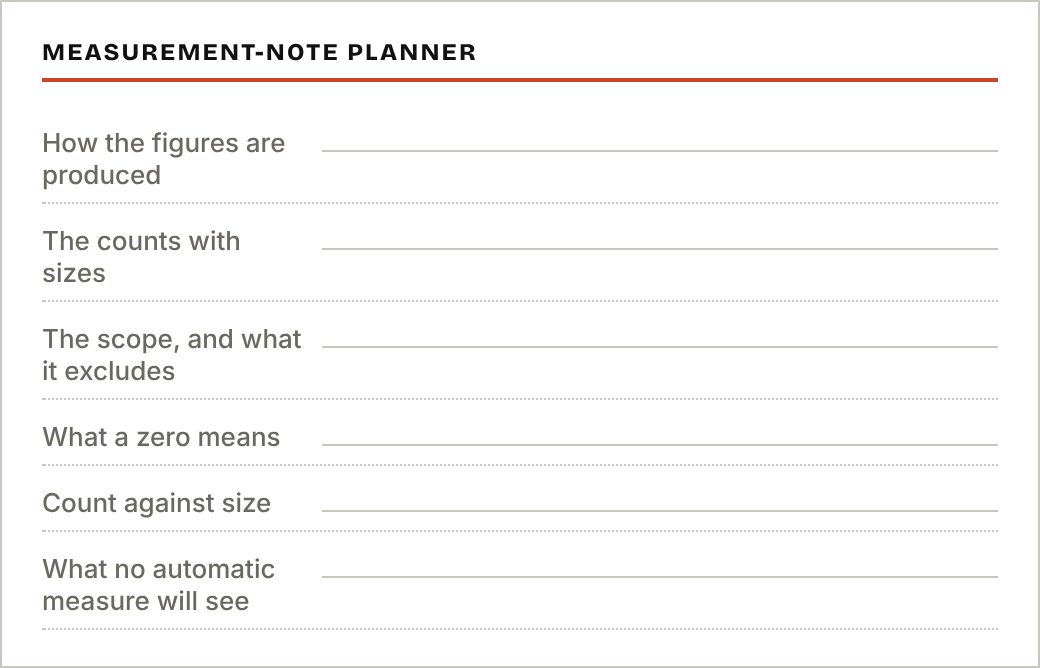 MEASUREMENT-NOTE PLANNER
How the figures are
produced
The counts with
sizes
The scope, and what
it excludes
What a zero means
Count against size
What no automatic
measure will see